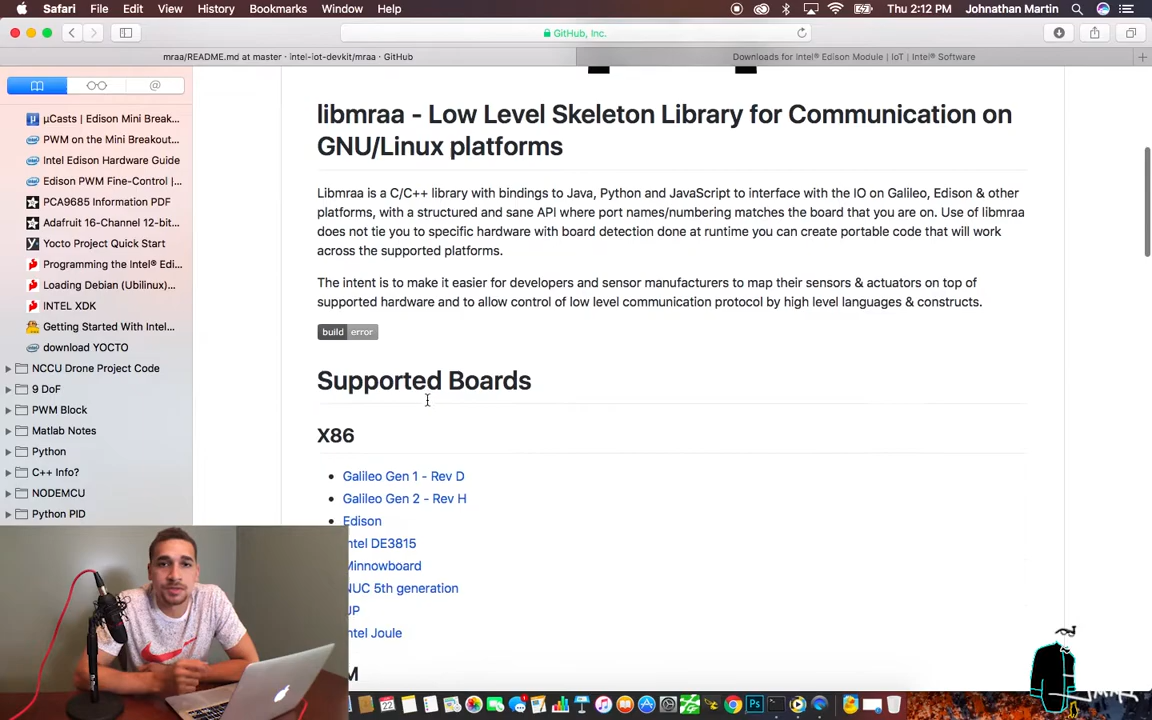 Safari File Edit View History Bookmarks Window Help Thu 2:12 PM Johnathan Martin
GitHub, Inc.
mraa/README.md at master · intel-iot-devkit/mraa · GitHub
Downloads for Intel® Edison Module | IoT | Intel® Software
@
µCasts | Edison Mini Break...
PWM on the Mini Breakout...
Intel Edison Hardware Guide
Edison PWM Fine-Control |...
PCA9685 Information PDF
Adafruit 16-Channel 12-bit...
Yocto Project Quick Start
Programming the Intel® Edi...
Loading Debian (Ubilinux)...
INTEL XDK
Getting Started With Intel...
download YOCTO
NCCU Drone Project Code
9 DoF
PWM Block
Matlab Notes
Python
C++ Info?
NODEMCU
Python PID
libmraa - Low Level Skeleton Library for Communication on
GNU/Linux platforms
Libmraa is a C/C++ library with bindings to Java, Python and JavaScript to interface with the IO on Galileo, Edison & other
platforms, with a structured and sane API where port names/numbering matches the board that you are on. Use of libmraa
does not tie you to specific hardware with board detection done at runtime you can create portable code that will work
across the supported platforms.
The intent is to make it easier for developers and sensor manufacturers to map their sensors & actuators on top of
supported hardware and to allow control of low level communication protocol by high level languages & constructs.
build error
Supported Boards
X86
Galileo Gen 1 - Rev D
Galileo Gen 2 - Rev H
Edison
ntel DE3815
Minnowboard
NUC 5th generation
JP
ntel Joule
M
22
Ps